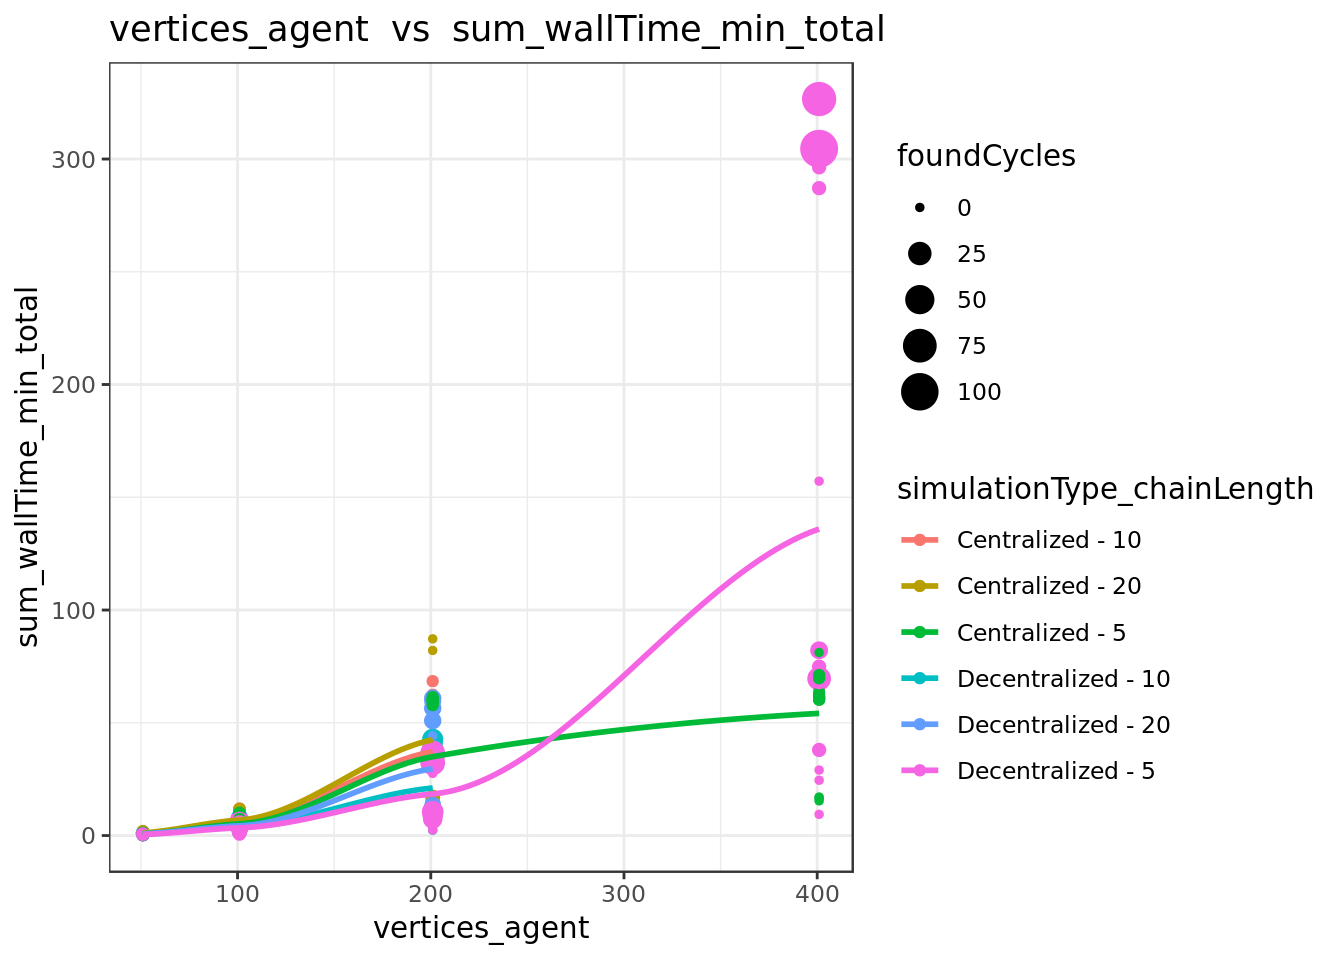 vertices_agent vs sum_wallTime_min_total
sum_wallTime_min_total
300
200
100
0
100
200
300
400
vertices_agent
foundCycles
0
25
50
75
100
simulationType_chainLength
Centralized - 10
Centralized - 20
Centralized - 5
Decentralized - 10
Decentralized - 20
Decentralized - 5